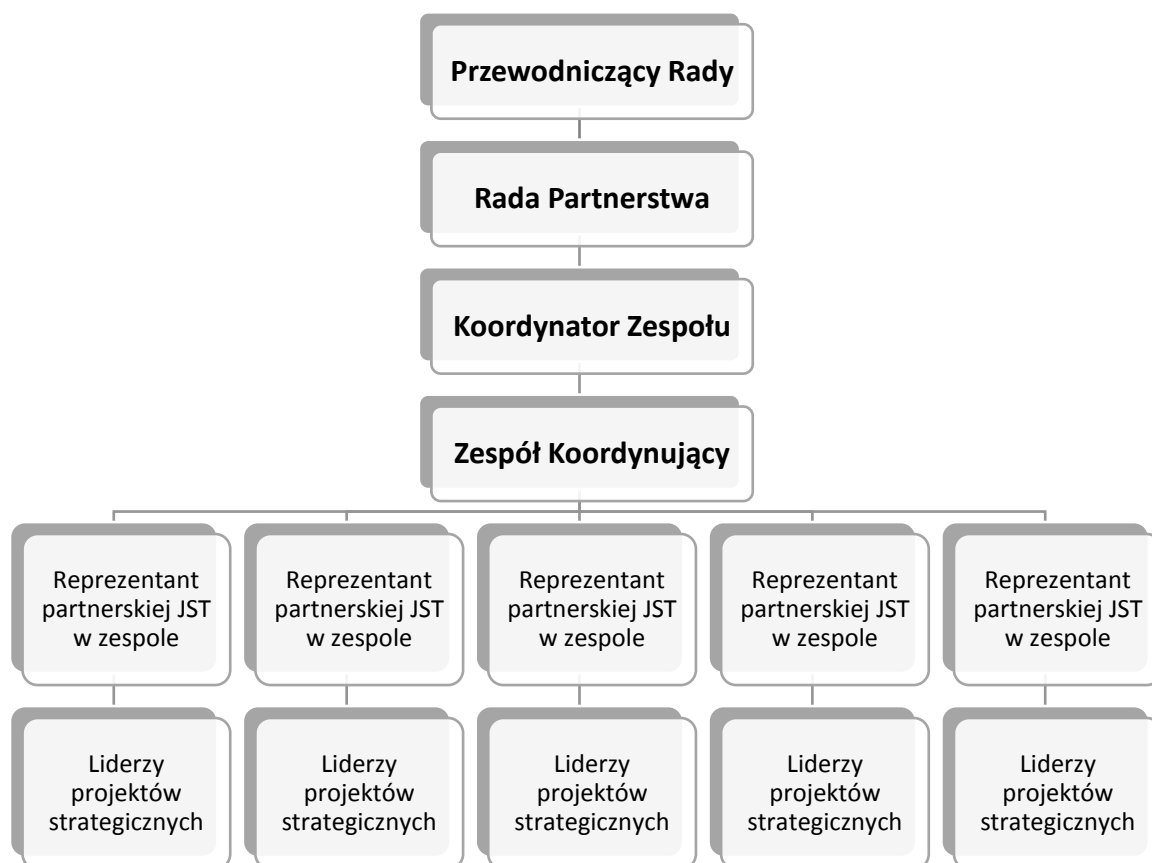 Przewodniczący Rady
Rada Partnerstwa
Koordynator Zespołu
Zespół Koordynujący
Reprezentant
partnerskiej JST
w zespole
Reprezentant
partnerskiej JST
w zespole
Reprezentant
partnerskiej JST
w zespole
Reprezentant
partnerskiej JST
w zespole
Reprezentant
partnerskiej JST
w zespole
Liderzy
projektów
strategicznych
Liderzy
projektów
strategicznych
Liderzy
projektów
strategicznych
Liderzy
projektów
strategicznych
Liderzy
projektów
strategicznych